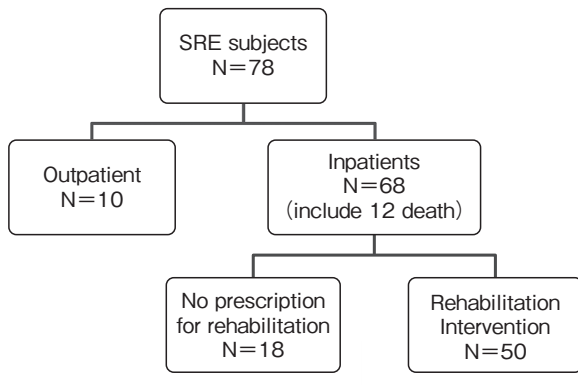 SRE subjects
N＝78
Outpatient
N＝10
Inpatients
N＝68
（include 12 death）
No prescription
for rehabilitation
N＝18
Rehabilitation
Intervention
N＝50